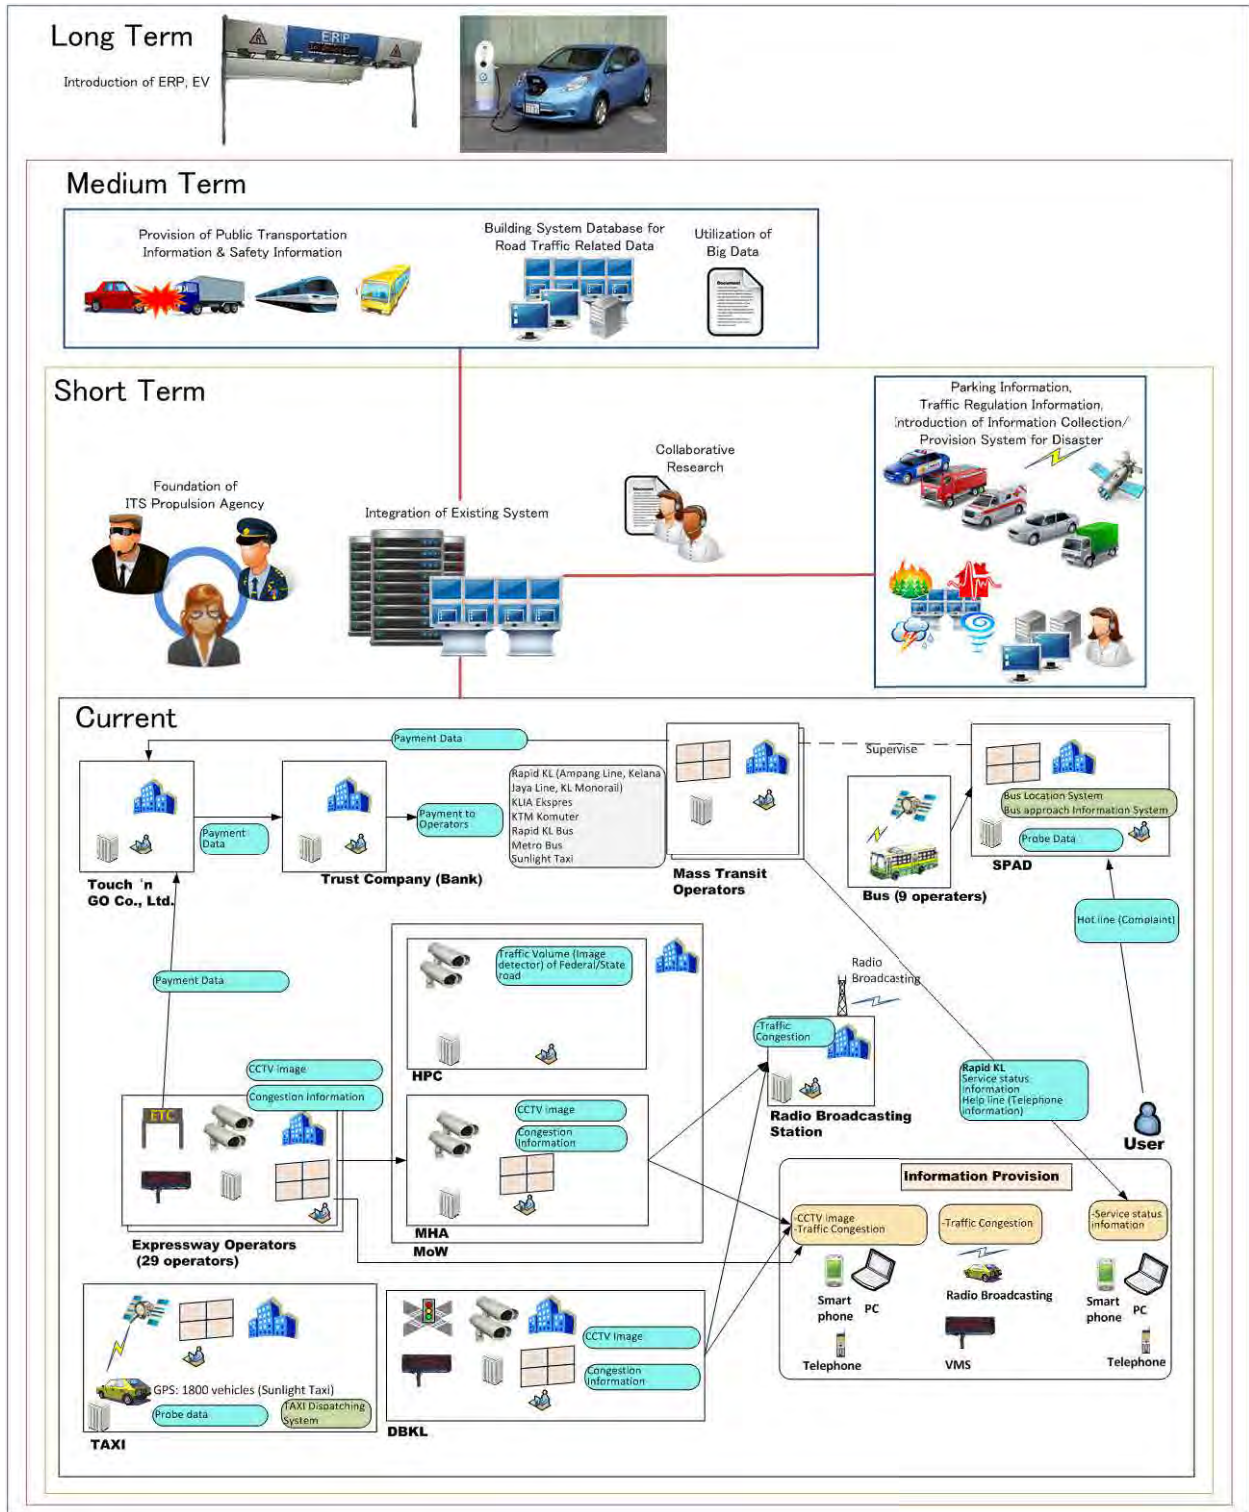 Long Term
Introduction of ERP, EV
ERP
Medium Term
Provision of Public Transportation
Information & Safety Information
Building System Database for
Road Traffic Related Data
Utilization of
Big Data
Document
Short Term
Parking Information,
Traffic Regulation Information,
Introduction of Information Collection/
Provision System for Disaster
Collaborative
Research
Document
Foundation of
ITS Propulsion Agency
Integration of Existing System
Current
Payment Data
Supervise
Rapid KL (Ampang Line, Kelana
Jaya Line, KL Monorail)
KLIA Ekspres
KTM Komuter
Rapid KL Bus
Metro Bus
Sunlight Taxi
Payment
Data
Payment to
Operators
Bus Location System
Bus approach Information System
Probe Data
Touch 'n
GO Co., Ltd.
Trust Company (Bank)
Mass Transit
Operators
Bus (9 operaters)
SPAD
Hot line (Complaint)
Payment Data
Traffic Volume (Image
detector) of Federal/State
road
HPC
Radio
Broadcasting
-Traffic
Congestion
Radio Broadcasting
Station
Rapid KL
Service status
information
Help line (Telephone
information)
User
CCTV image
Congestion Information
ETC
Expressway Operators
(29 operators)
CCTV image
Congestion
Information
MHA
MoW
Information Provision
-CCTV image
-Traffic Congestion
-Traffic Congestion
-Service status
infomation
Smart
phone
PC
Radio Broadcasting
Smart
phone
PC
Telephone
VMS
Telephone
GPS: 1800 vehicles (Sunlight Taxi)
Probe data
TAXI Dispatching
System
TAXI
CCTV Image
Congestion
Information
DBKL